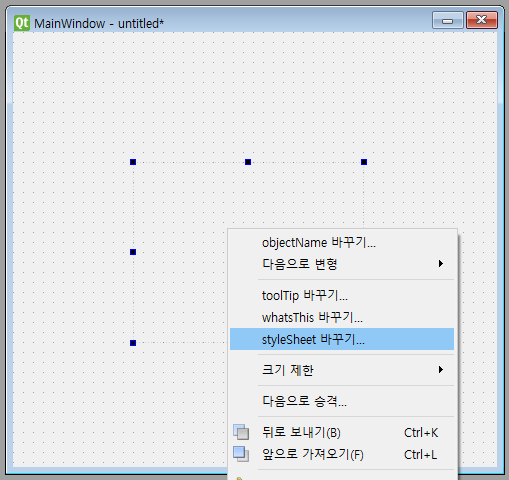 Qt MainWindow - untitled*
objectName 바꾸기...
다음으로 변형
toolTip 바꾸기...
whatsThis 바꾸기...
styleSheet 바꾸기...
크기 제한
다음으로 승격...
뒤로 보내기(B) Ctrl+K
앞으로 가져오기(F) Ctrl+L